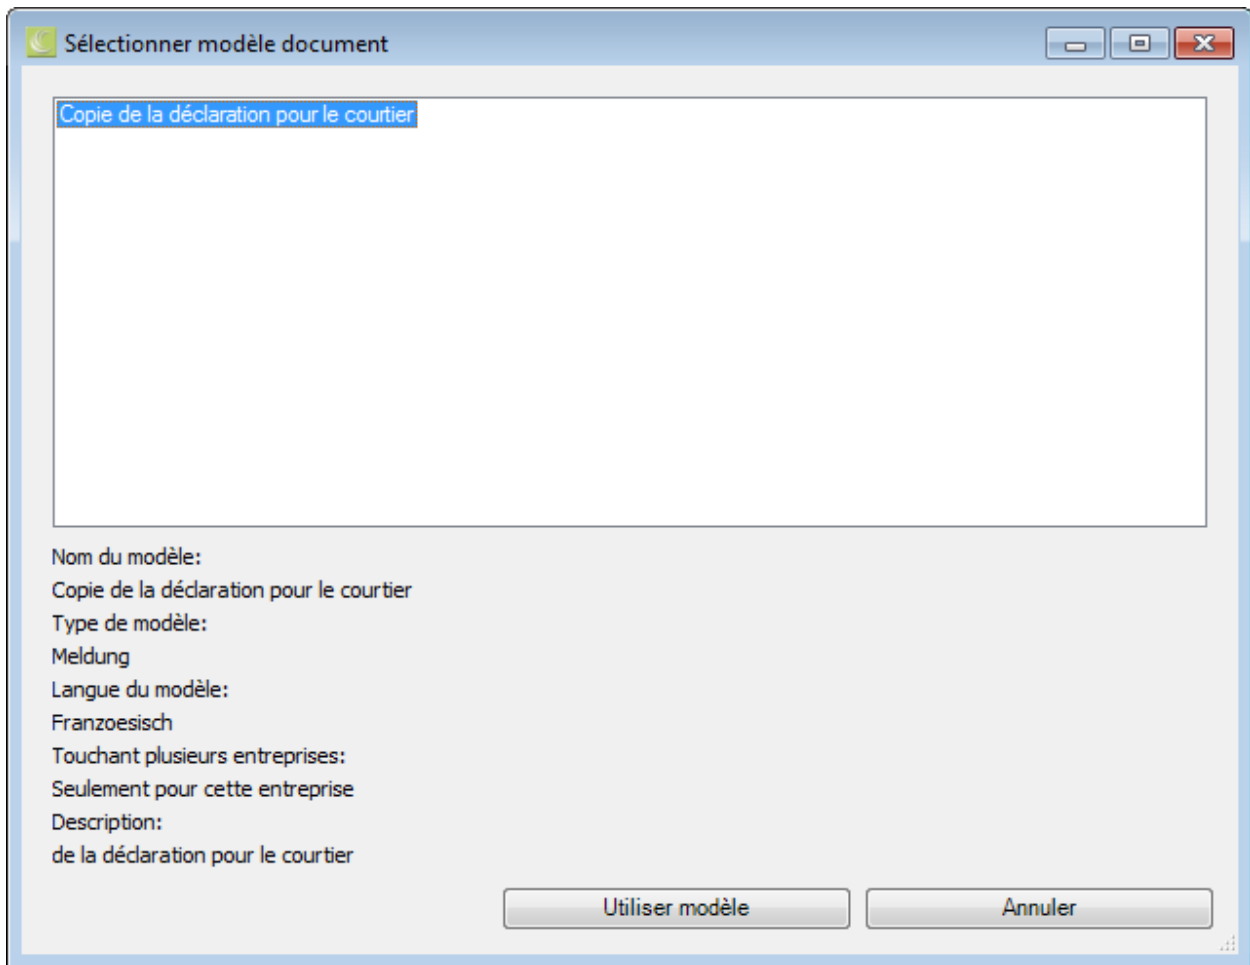 Sélectionner modèle document
Copie de la déclaration pour le courtier
Nom du modèle:
Copie de la déclaration pour le courtier
Type de modèle:
Meldung
Langue du modèle:
Franzoesisch
Touchant plusieurs entreprises:
Seulement pour cette entreprise
Description:
de la déclaration pour le courtier
Utiliser modèle
Annuler